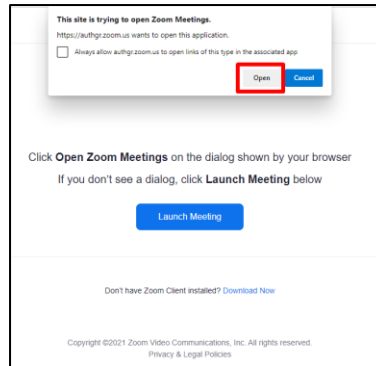 This site is trying to open Zoom Meetings.
https://authgr.zoom.us wants to open this application.
Always allow authgr.zoom.us to open links of this type in the associated app
Open Cancel
Click Open Zoom Meetings on the dialog shown by your browser
If you don't see a dialog, click Launch Meeting below
Launch Meeting
Don't have Zoom Client installed? Download Now
Copyright ©2021 Zoom Video Communications, Inc. All rights reserved.
Privacy & Legal Policies